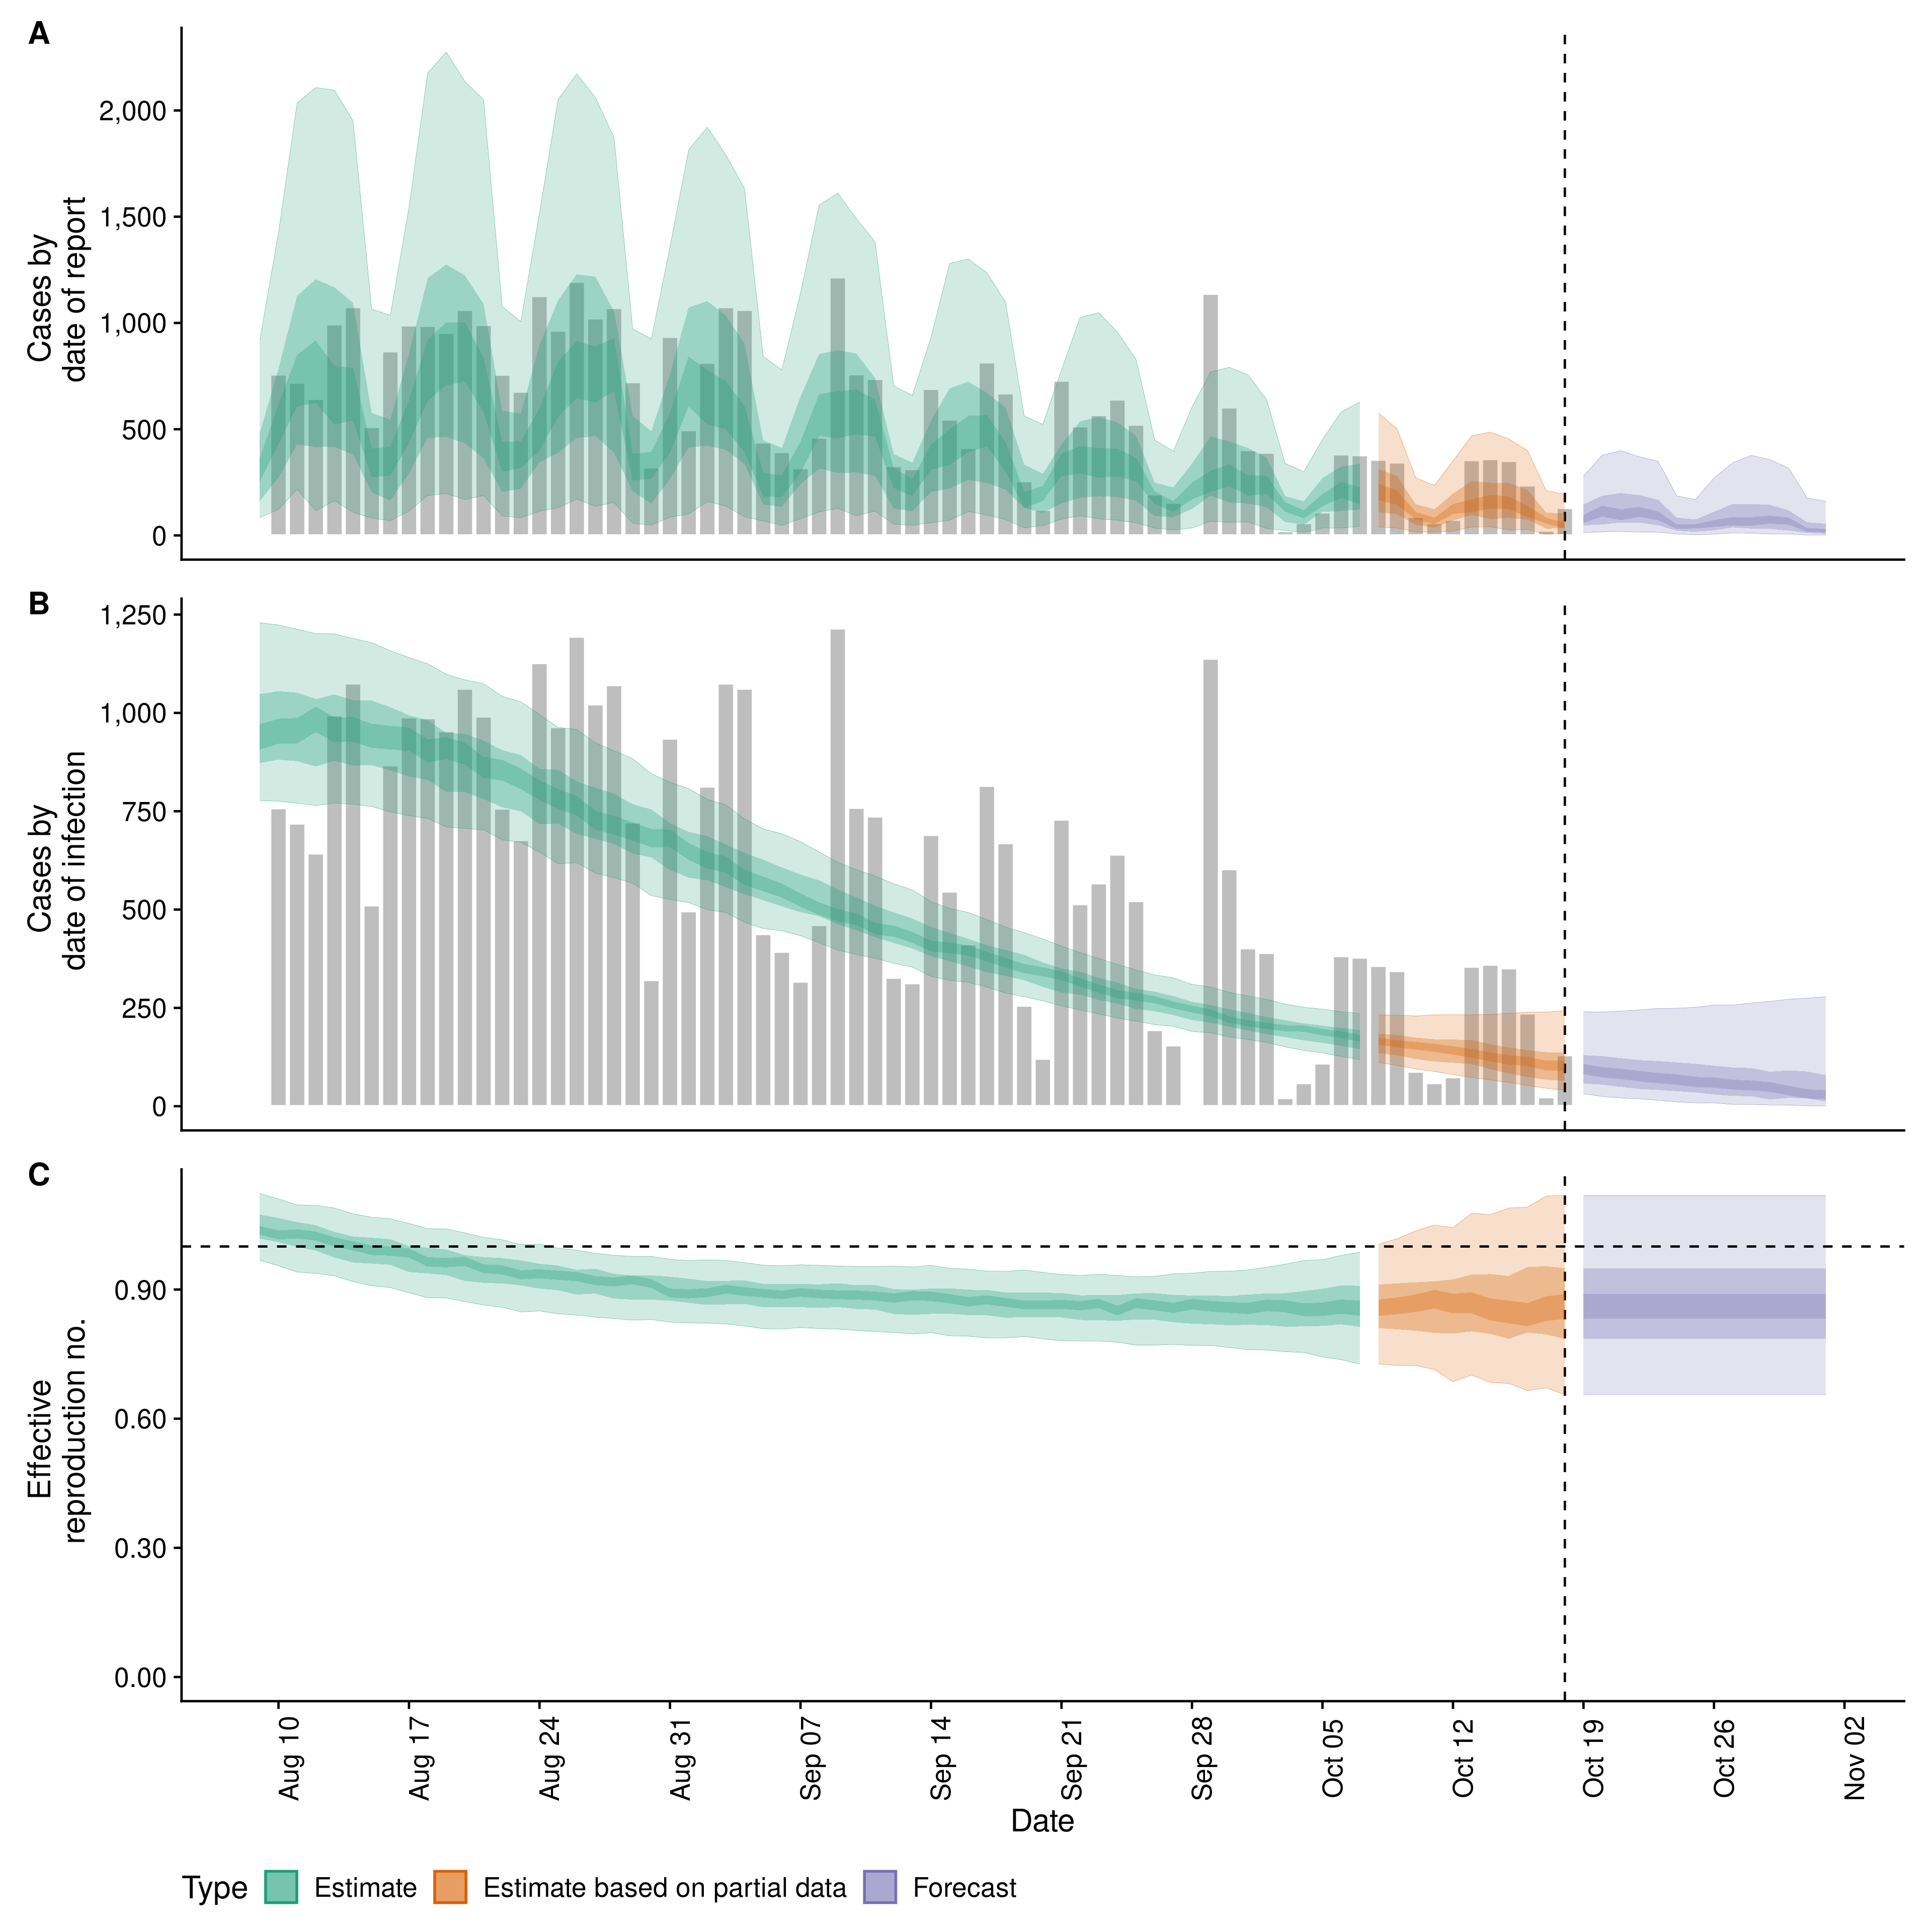 A
Cases by
date of report
2,000
1,500
1,000
500
0
B
Cases by
date of infection
1,250
1,000
750
500
250
0
C
Effective
reproduction no.
0.90
0.60
0.30
0.00
Aug 10
Aug 17
Aug 24
Aug 31
Sep 07
Sep 14
Sep 21
Sep 28
Oct 05
Oct 12
Oct 19
Oct 26
Nov 02
Date
Type Estimate Estimate based on partial data Forecast